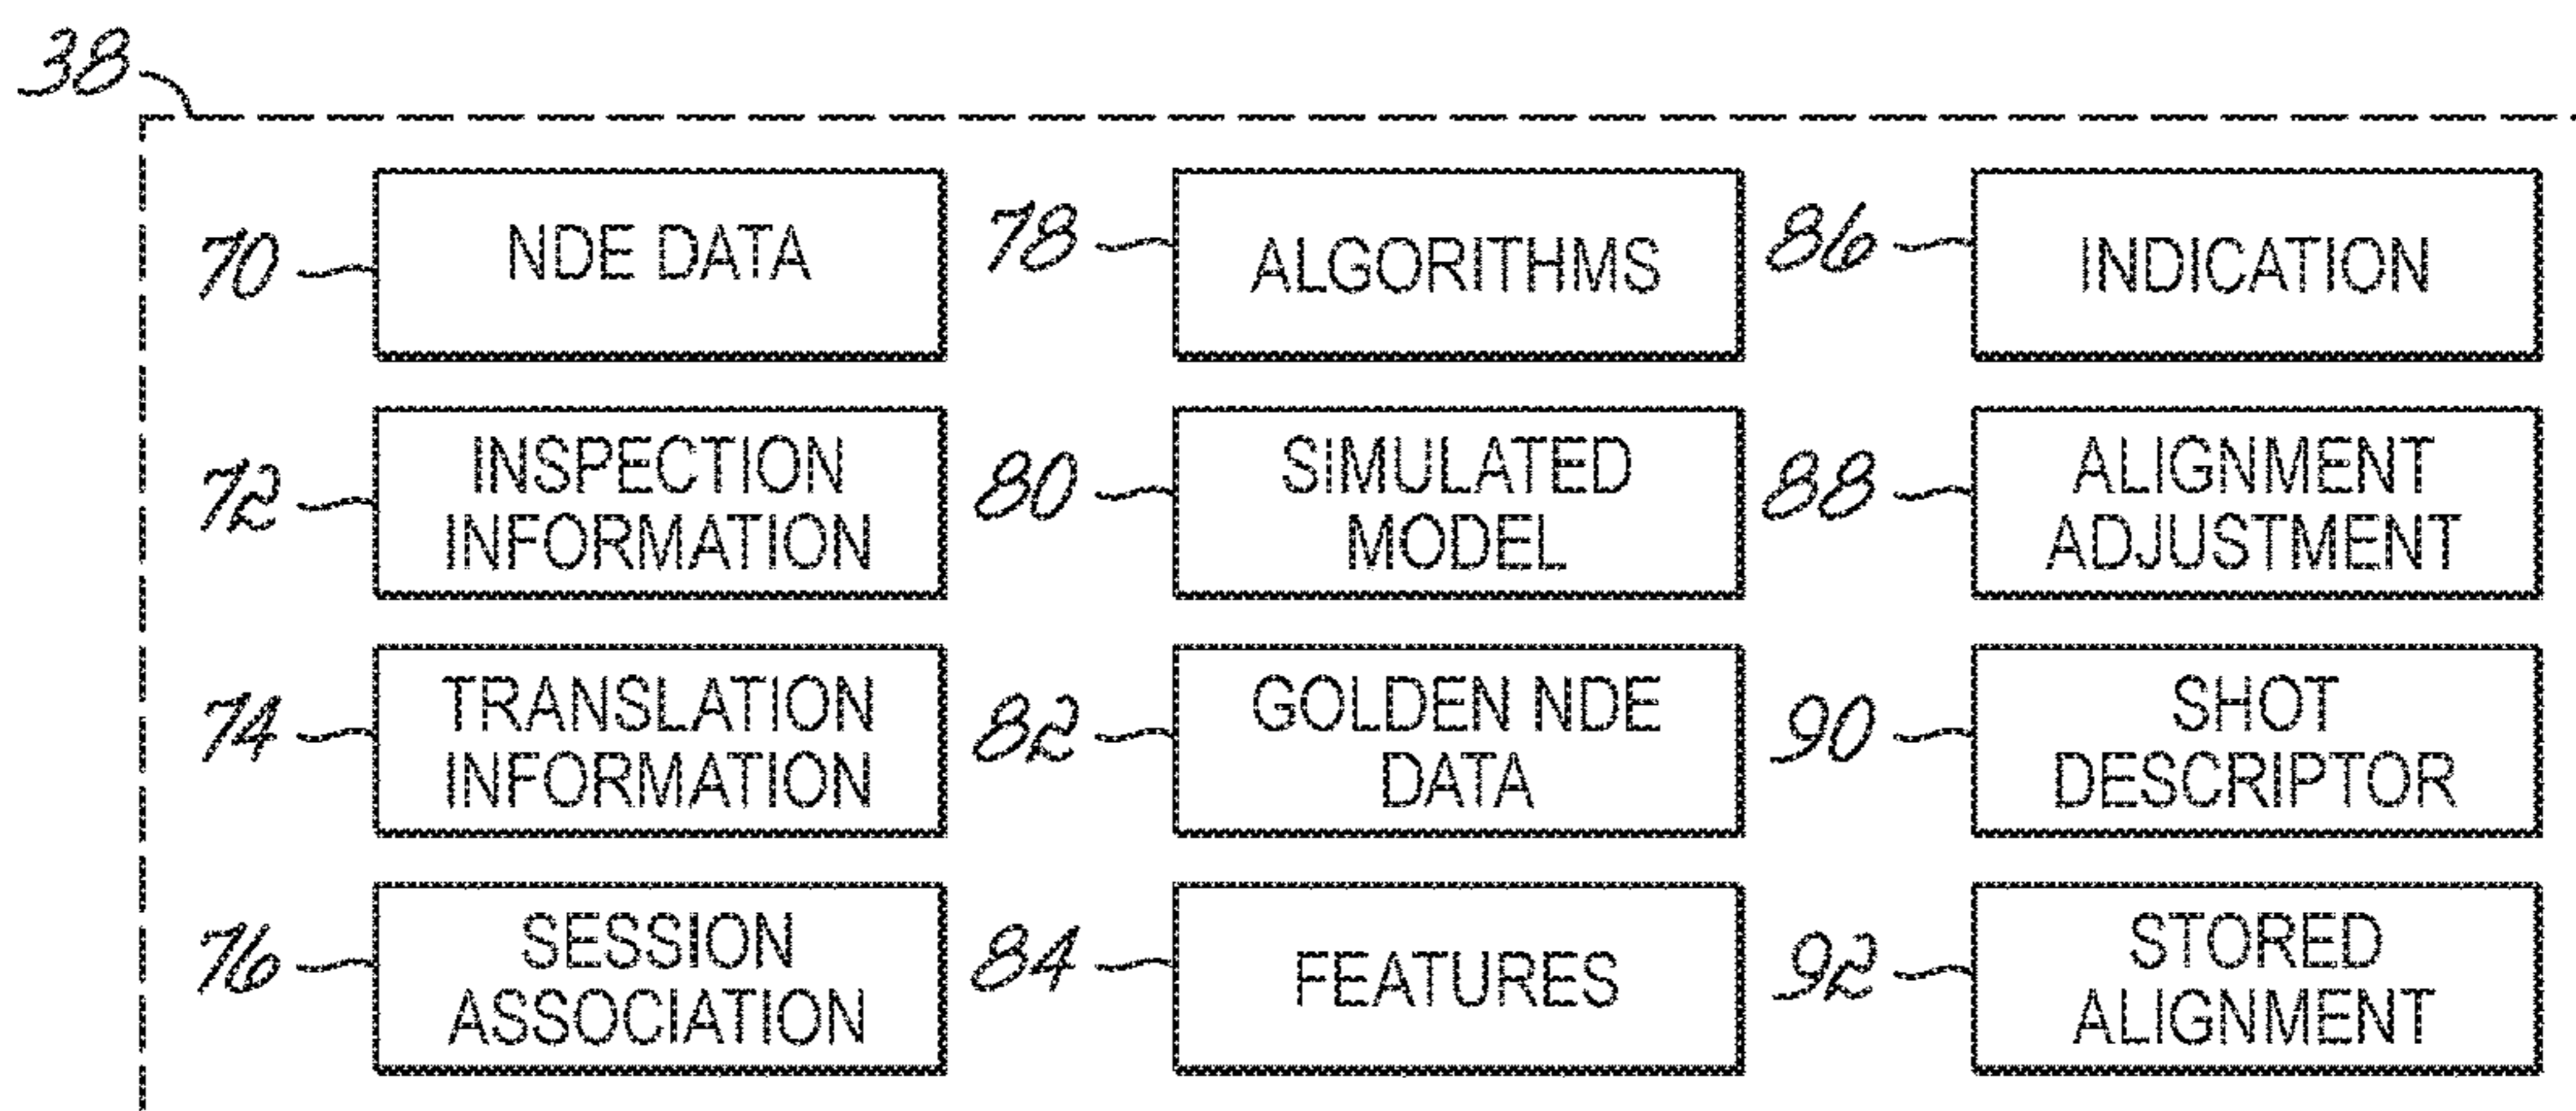 38
70
NDE DATA
78
ALGORITHMS
86
INDICATION
72
INSPECTION
INFORMATION
80
SIMULATED
MODEL
88
ALIGNMENT
ADJUSTMENT
74
TRANSLATION
INFORMATION
82
GOLDEN NDE
DATA
90
SHOT
DESCRIPTOR
76
SESSION
ASSOCIATION
84
FEATURES
92
STORED
ALIGNMENT